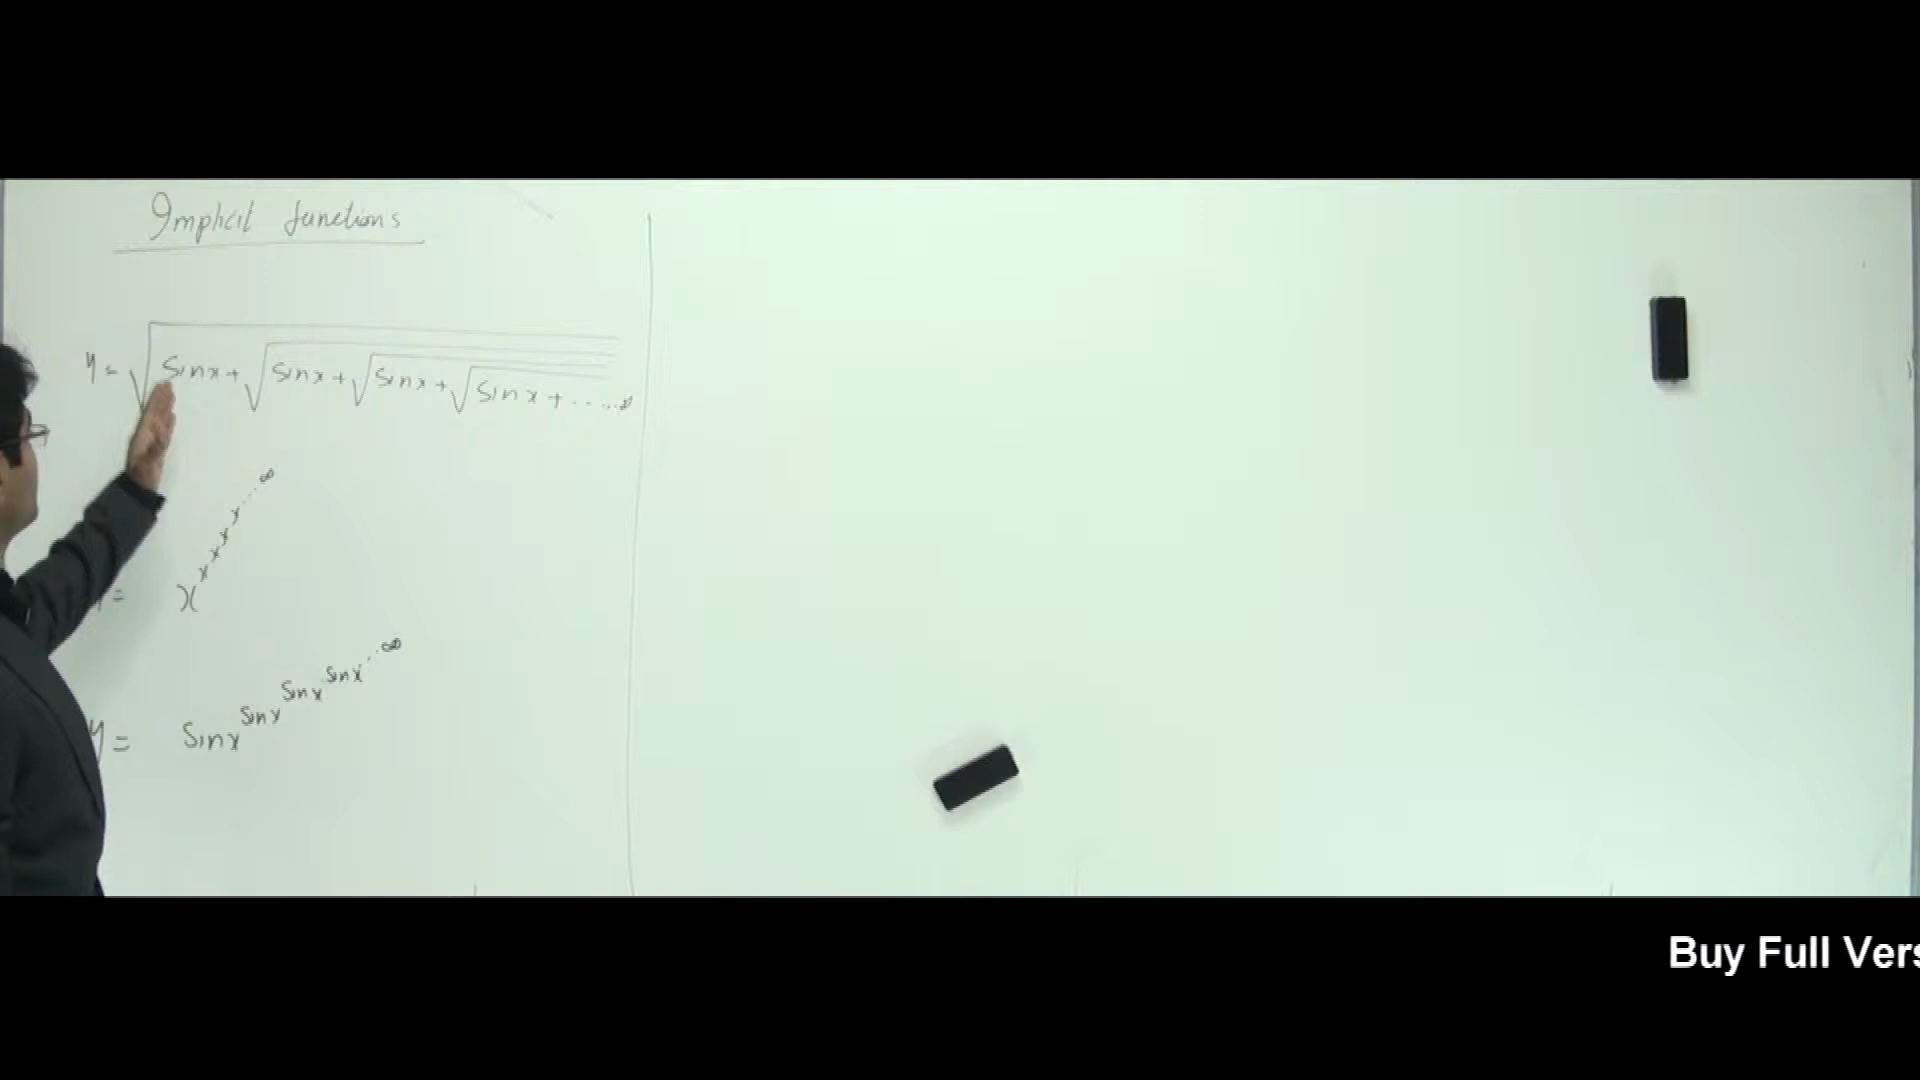 Implicit functions
y = √sinx + √sinx + √sinx + √sinx + .....∞
= x^x^x^x^x...∞
y = sinx^sinx^sinx^sinx...∞
Buy Full Vers